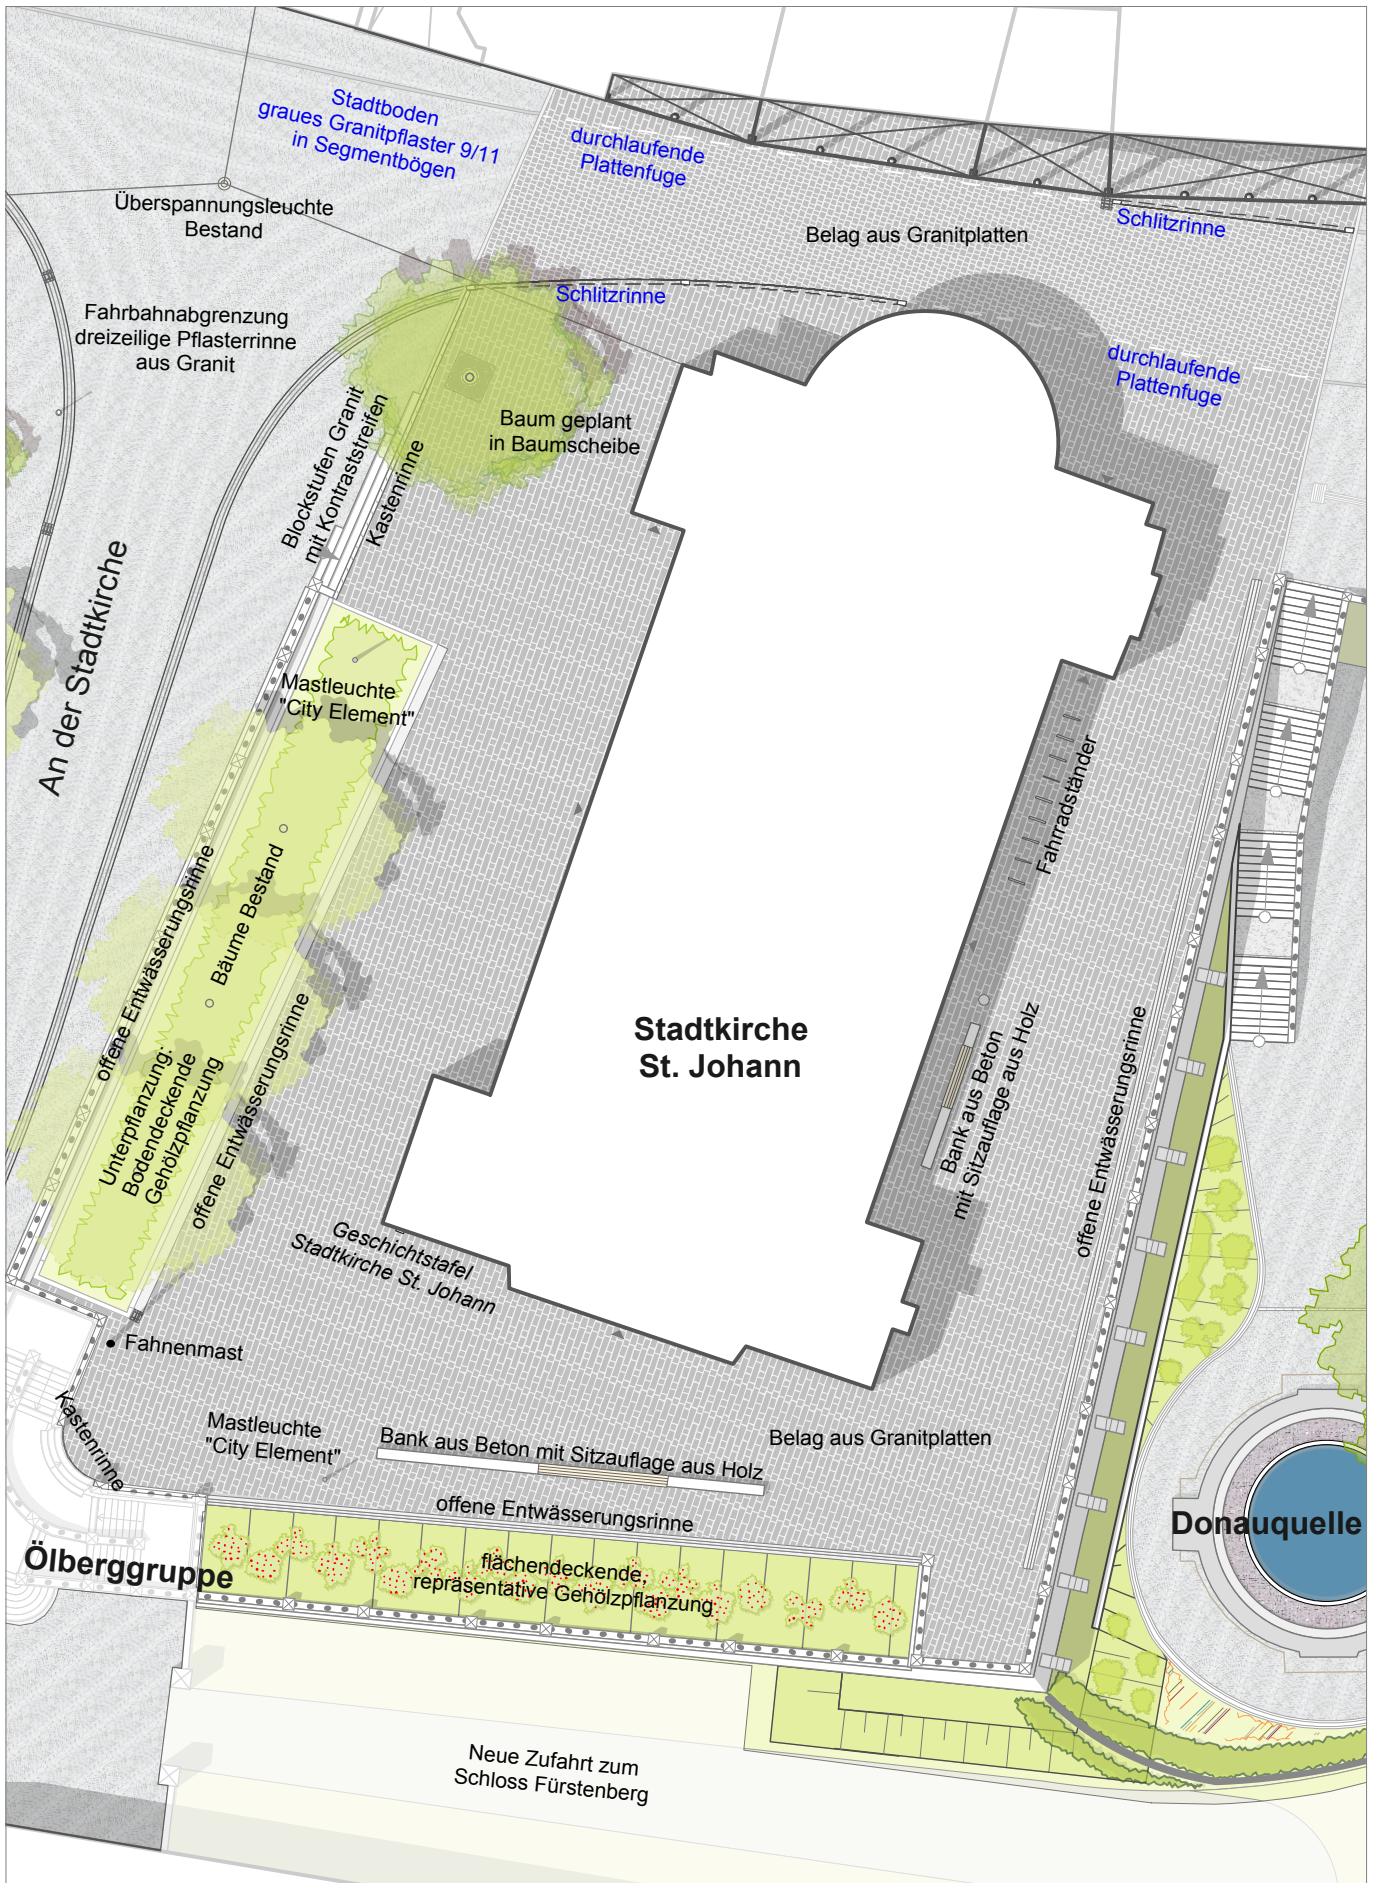 Stadtboden
graues Granitpflaster 9/11
in Segmentbögen
durchlaufende
Plattenfuge
Überspannungsleuchte
Bestand
Belag aus Granitplatten
Schlitzrinne
Schlitzrinne
Fahrbahnabgrenzung
dreizeilige Pflasterrinne
aus Granit
durchlaufende
Plattenfuge
Baum geplant
in Baumscheibe
Blockstufen Granit
mit Kontraststreifen
Kastenrinne
An der Stadtkirche
Mastleuchte
"City Element"
Fahrradständer
offene Entwässerungsrinne
Bäume Bestand
Unterpflanzung:
Bodendeckende
Gehölzpflanzung
offene Entwässerungsrinne
Stadtkirche
St. Johann
Bank aus Beton
mit Sitzauflage aus Holz
offene Entwässerungsrinne
Geschichtstafel
Stadtkirche St. Johann
Fahnenmast
Kastenrinne
Mastleuchte
"City Element"
Bank aus Beton mit Sitzauflage aus Holz
Belag aus Granitplatten
offene Entwässerungsrinne
Donauquelle
Ölberggruppe
flächendeckende,
repräsentative Gehölzpflanzung
Neue Zufahrt zum
Schloss Fürstenberg